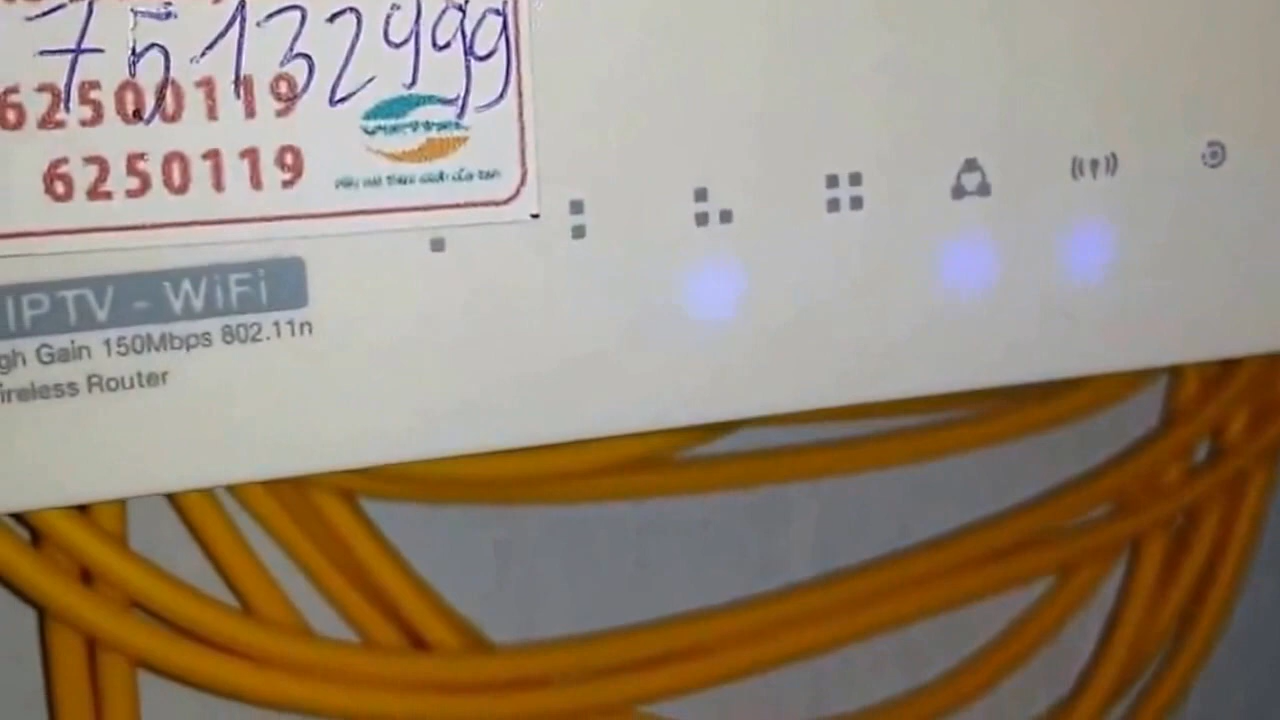 75132999
62500119
6250119
IPTV - WiFi
gh Gain 150Mbps 802.11n
ireless Router